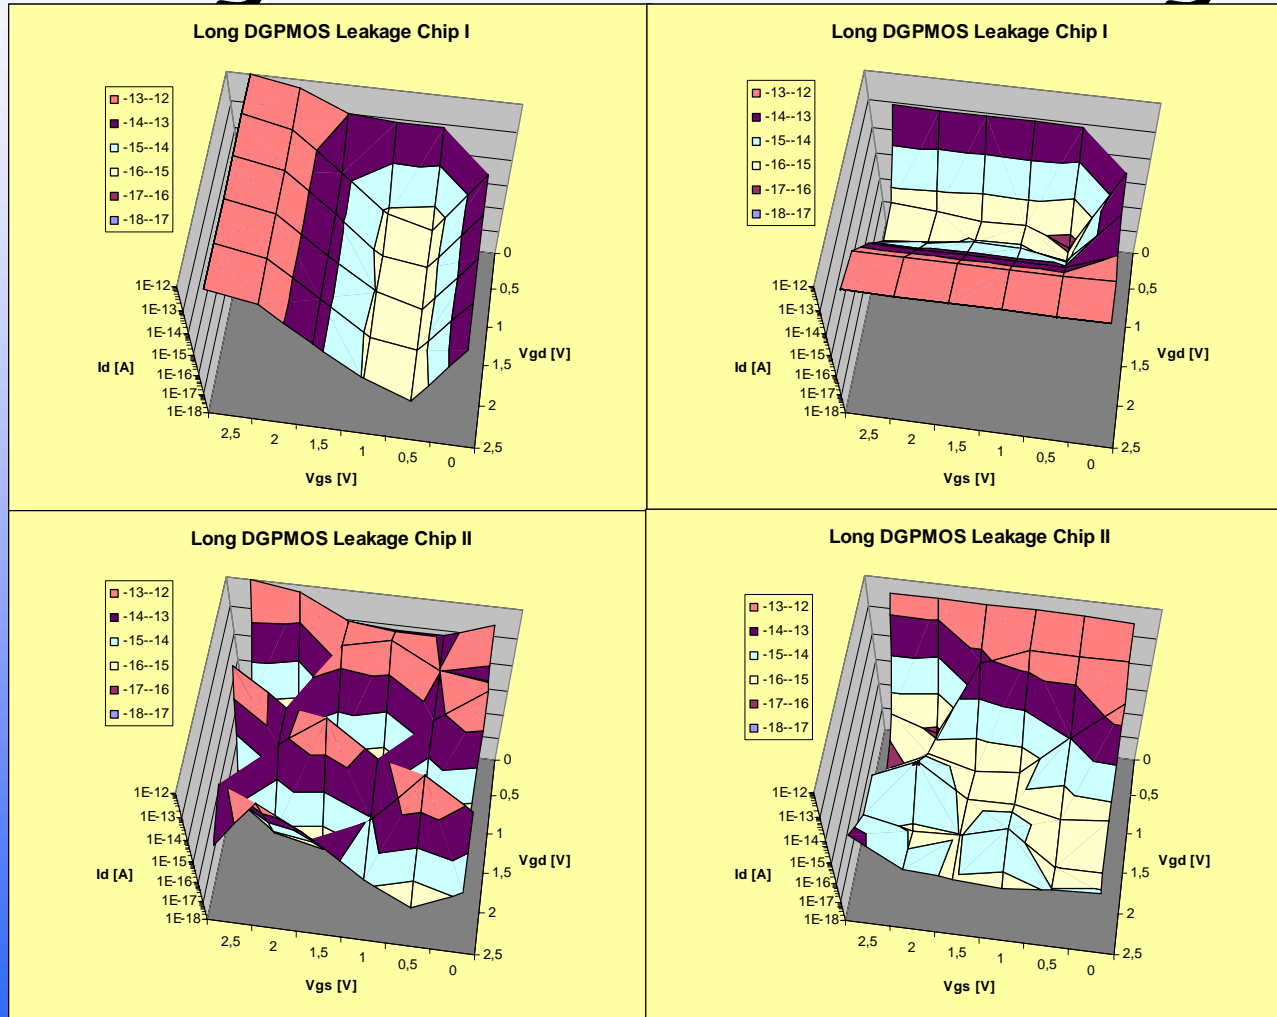 Long DGPMOS Leakage Chip I
-13--12
-14--13
-15--14
-16--15
-17--16
-18--17
1E-12
1E-13
1E-14
1E-15
1E-16
1E-17
1E-18
Id [A]
2,5
2
1,5
1
0,5
0
Vgs [V]
0
0,5
1
1,5
2
2,5
Vgd [V]
Long DGPMOS Leakage Chip I
-13--12
-14--13
-15--14
-16--15
-17--16
-18--17
1E-12
1E-13
1E-14
1E-15
1E-16
1E-17
1E-18
Id [A]
2,5
2
1,5
1
0,5
0
Vgs [V]
0
0,5
1
1,5
2
2,5
Vgd [V]
Long DGPMOS Leakage Chip II
-13--12
-14--13
-15--14
-16--15
-17--16
-18--17
1E-12
1E-13
1E-14
1E-15
1E-16
1E-17
1E-18
Id [A]
2,5
2
1,5
1
0,5
0
Vgs [V]
0
0,5
1
1,5
2
2,5
Vgd [V]
Long DGPMOS Leakage Chip II
-13--12
-14--13
-15--14
-16--15
-17--16
-18--17
1E-12
1E-13
1E-14
1E-15
1E-16
1E-17
1E-18
Id [A]
2,5
2
1,5
1
0,5
0
Vgs [V]
0
0,5
1
1,5
2
2,5
Vgd [V]